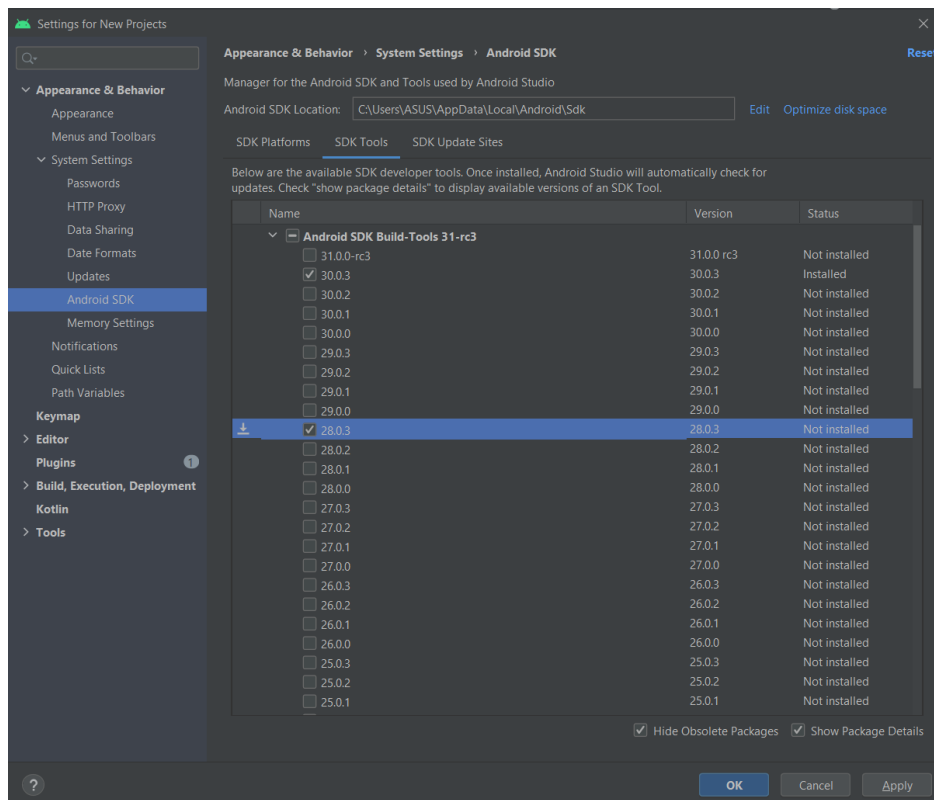 Settings for New Projects
Appearance & Behavior
Appearance
Menus and Toolbars
System Settings
Passwords
HTTP Proxy
Data Sharing
Date Formats
Updates
Android SDK
Memory Settings
Notifications
Quick Lists
Path Variables
Keymap
Editor
Plugins 1
Build, Execution, Deployment
Kotlin
Tools
Appearance & Behavior › System Settings › Android SDK Rese
Manager for the Android SDK and Tools used by Android Studio
Android SDK Location: C:\Users\ASUS\AppData\Local\Android\Sdk Edit Optimize disk space
SDK Platforms SDK Tools SDK Update Sites
Below are the available SDK developer tools. Once installed, Android Studio will automatically check for
updates. Check "show package details" to display available versions of an SDK Tool.
Name Version Status
Android SDK Build-Tools 31-rc3
31.0.0-rc3 31.0.0 rc3 Not installed
30.0.3 30.0.3 Installed
30.0.2 30.0.2 Not installed
30.0.1 30.0.1 Not installed
30.0.0 30.0.0 Not installed
29.0.3 29.0.3 Not installed
29.0.2 29.0.2 Not installed
29.0.1 29.0.1 Not installed
29.0.0 29.0.0 Not installed
28.0.3 28.0.3 Not installed
28.0.2 28.0.2 Not installed
28.0.1 28.0.1 Not installed
28.0.0 28.0.0 Not installed
27.0.3 27.0.3 Not installed
27.0.2 27.0.2 Not installed
27.0.1 27.0.1 Not installed
27.0.0 27.0.0 Not installed
26.0.3 26.0.3 Not installed
26.0.2 26.0.2 Not installed
26.0.1 26.0.1 Not installed
26.0.0 26.0.0 Not installed
25.0.3 25.0.3 Not installed
25.0.2 25.0.2 Not installed
25.0.1 25.0.1 Not installed
Hide Obsolete Packages Show Package Details
? OK Cancel Apply